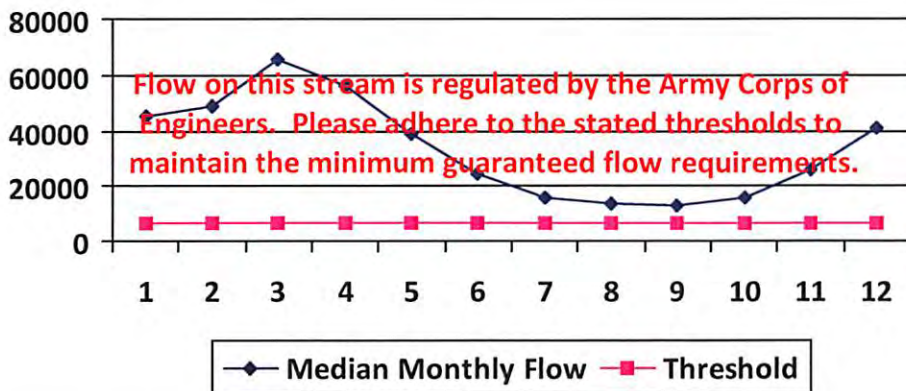 80000
60000
40000
20000
0
Flow on this stream is regulated by the Army Corps of
Engineers. Please adhere to the stated thresholds to
maintain the minimum guaranteed flow requirements.
1 2 3 4 5 6 7 8 9 10 11 12
Median Monthly Flow Threshold